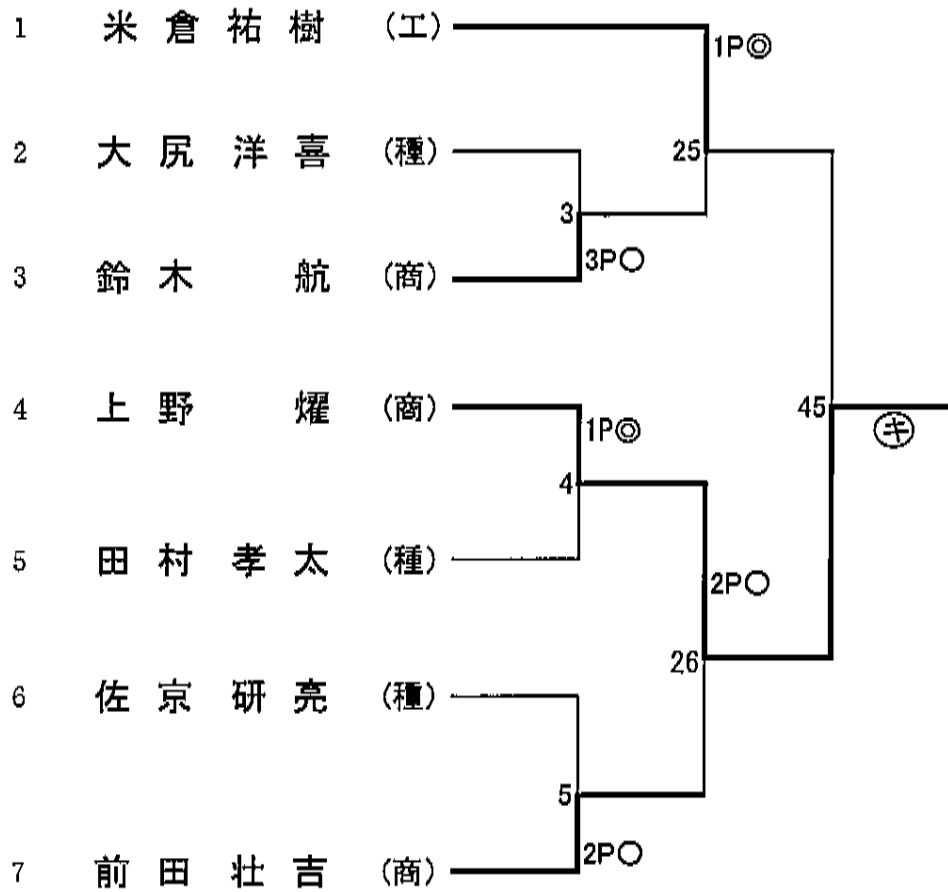 1 米倉祐樹 (工)
1P◎
2 大尻洋喜 (種)
25
3
3P○
3 鈴木 航 (商)
4 上野 燿 (商)
45
㋖
1P◎
4
5 田村孝太 (種)
2P○
26
6 佐京研亮 (種)
5
2P○
7 前田壮吉 (商)